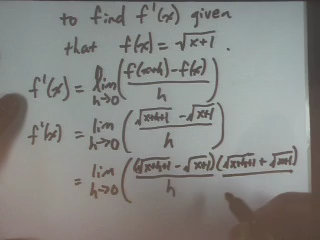 to find f'(x) given
that f(x) = √x+1 .
f'(x) = lim h→0 (f(x+h) - f(x) / h)
f'(x) = lim h→0 (√x+h+1 - √x+1 / h)
= lim h→0 ((√x+h+1 - √x+1) (√x+h+1 + √x+1) / h